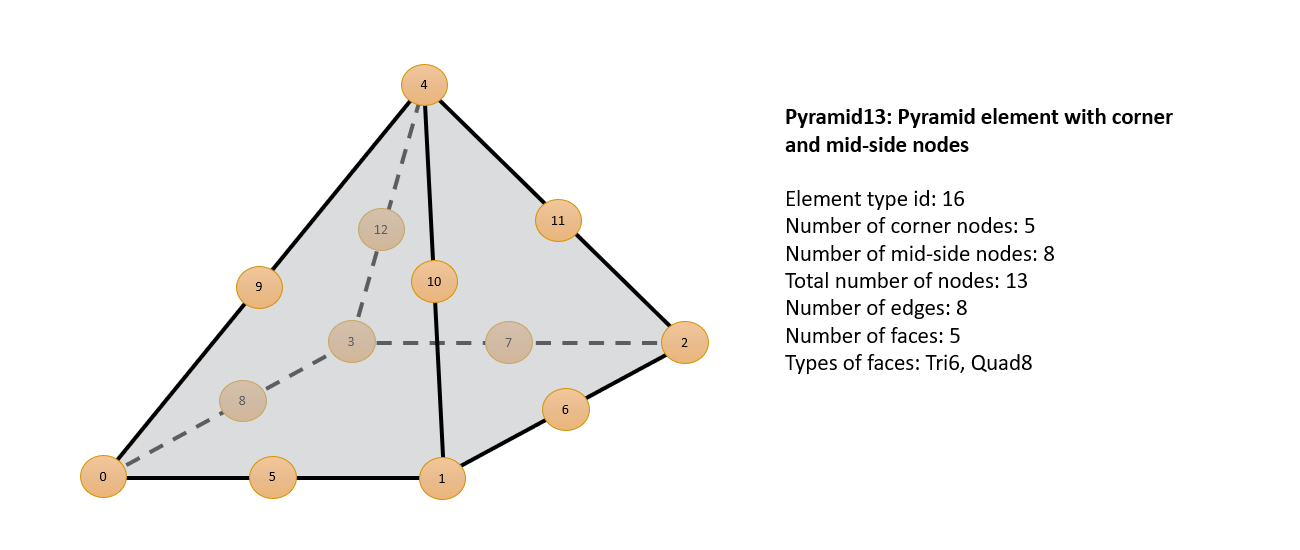 4
Pyramid13: Pyramid element with corner
and mid-side nodes
Element type id: 16
Number of corner nodes: 5
Number of mid-side nodes: 8
Total number of nodes: 13
Number of edges: 8
Number of faces: 5
Types of faces: Tri6, Quad8
11
12
10
9
3
7
2
8
6
0
5
1